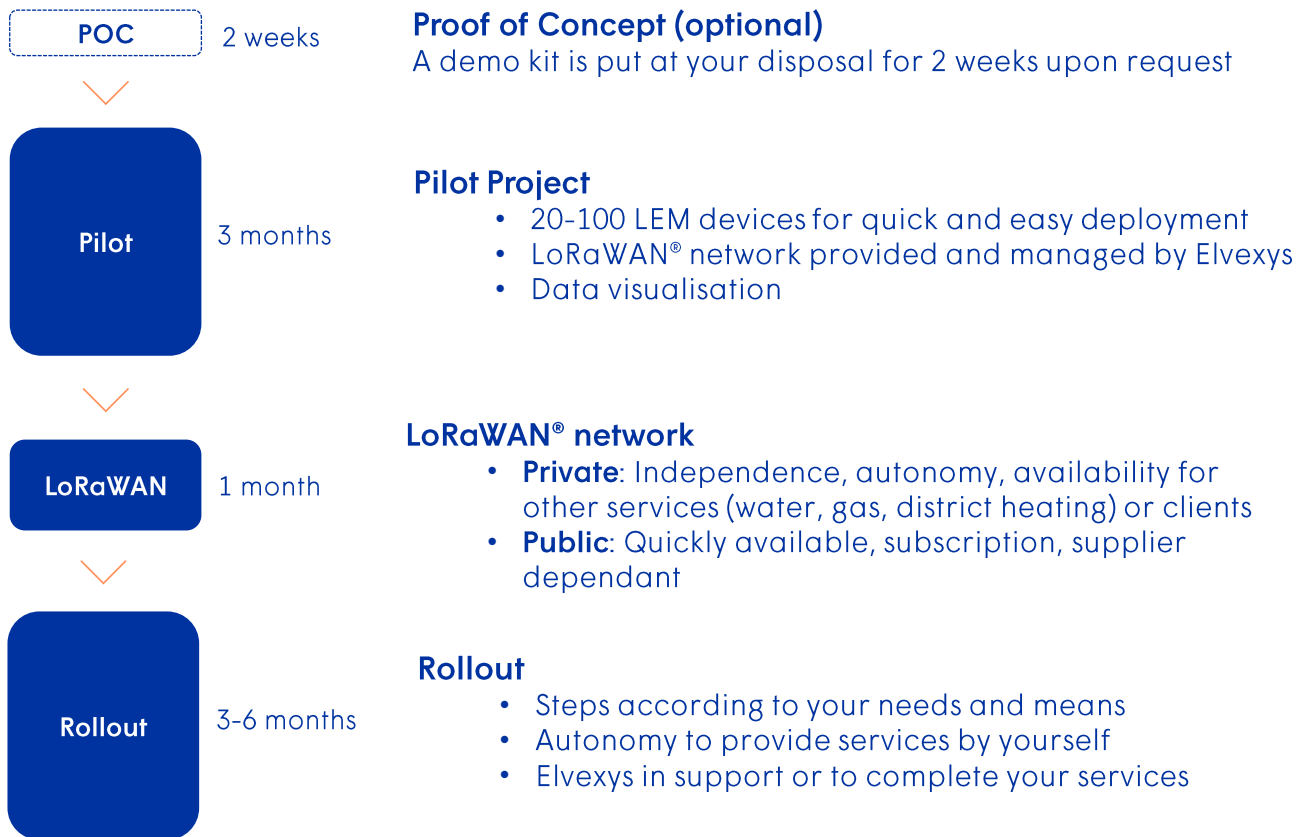 POC
2 weeks
Proof of Concept (optional)
A demo kit is put at your disposal for 2 weeks upon request
Pilot
3 months
Pilot Project
• 20-100 LEM devices for quick and easy deployment
• LoRaWAN® network provided and managed by Elvexys
• Data visualisation
LoRaWAN
1 month
LoRaWAN® network
• Private: Independence, autonomy, availability for
other services (water, gas, district heating) or clients
• Public: Quickly available, subscription, supplier
dependant
Rollout
3-6 months
Rollout
• Steps according to your needs and means
• Autonomy to provide services by yourself
• Elvexys in support or to complete your services